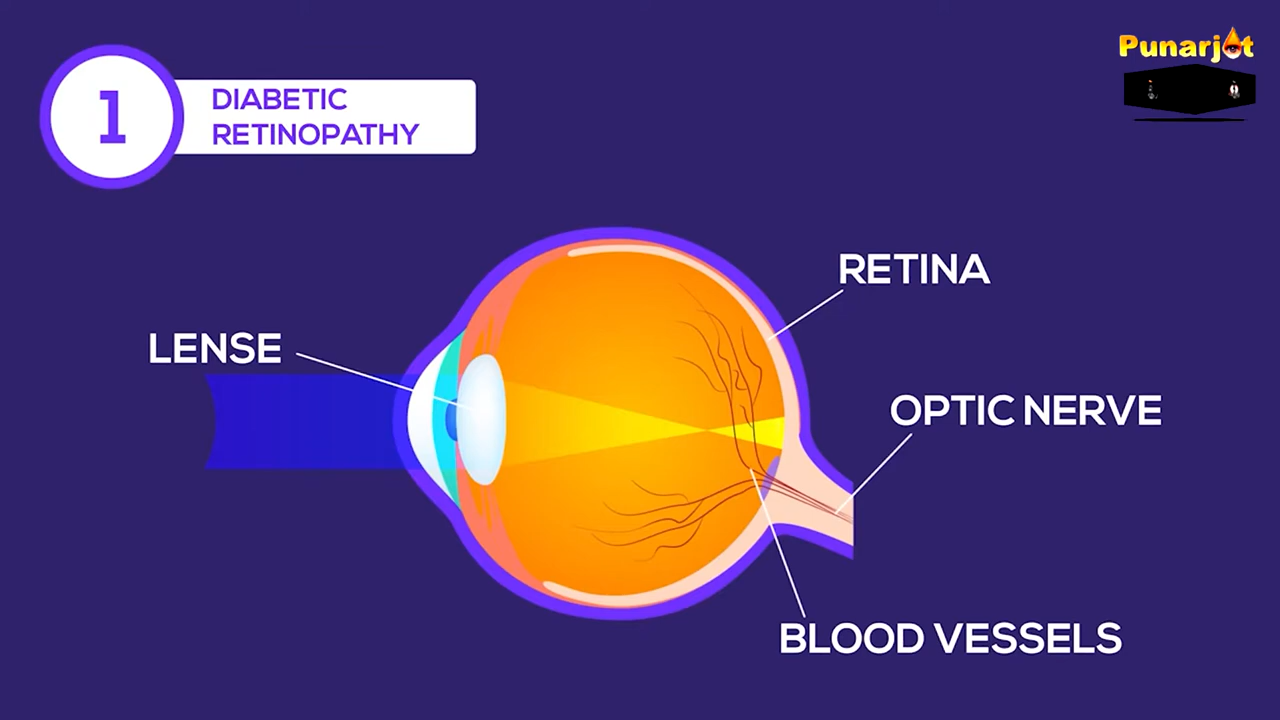 1
DIABETIC
RETINOPATHY
Punarjot
RETINA
LENSE
OPTIC NERVE
BLOOD VESSELS